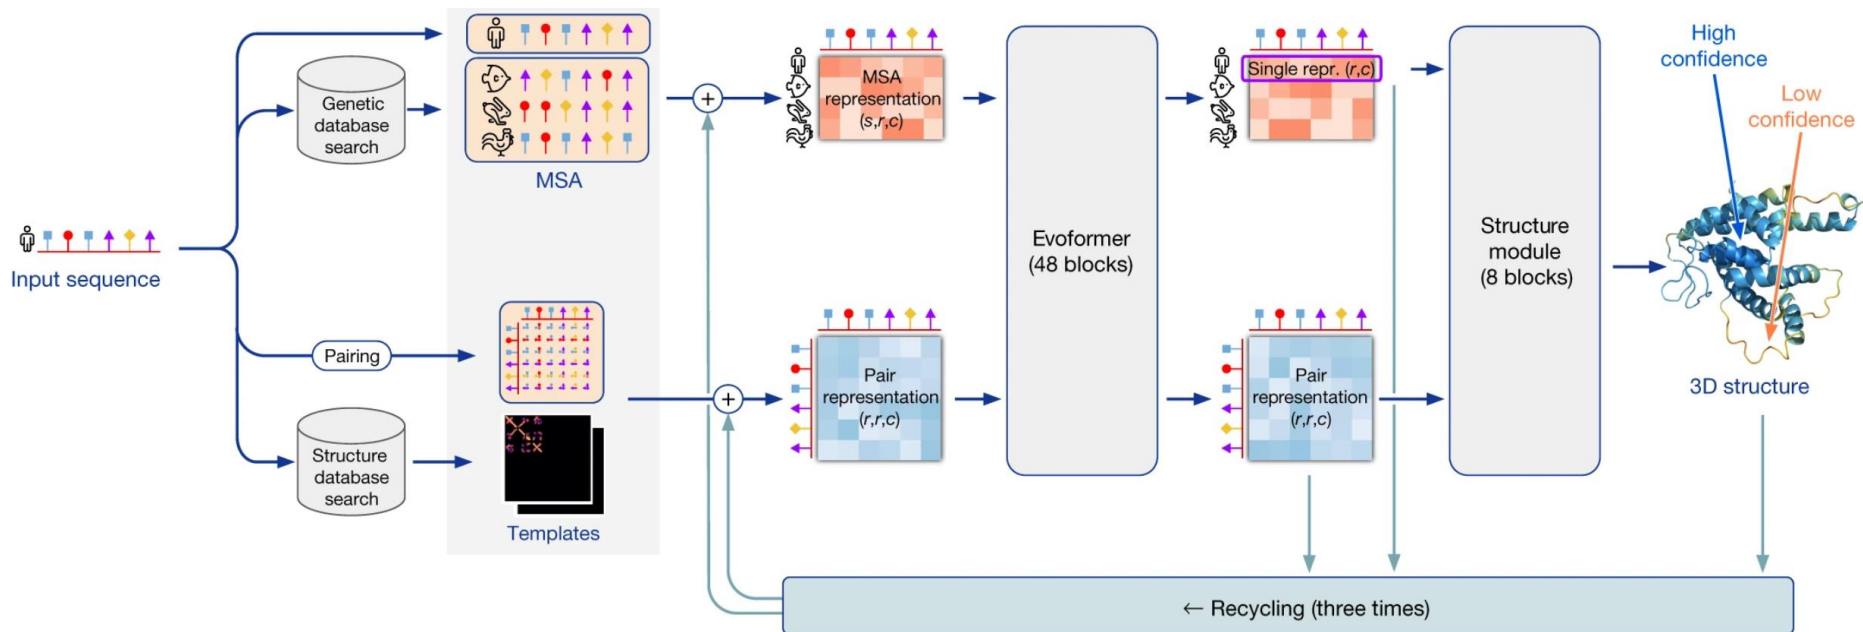 Input sequence
Genetic
database
search
MSA
Pairing
Structure
database
search
Templates
+
+
MSA
representation
(s,r,c)
Pair
representation
(r,r,c)
Evoformer
(48 blocks)
Single repr. (r,c)
Pair
representation
(r,r,c)
Structure
module
(8 blocks)
High
confidence
Low
confidence
3D structure
← Recycling (three times)